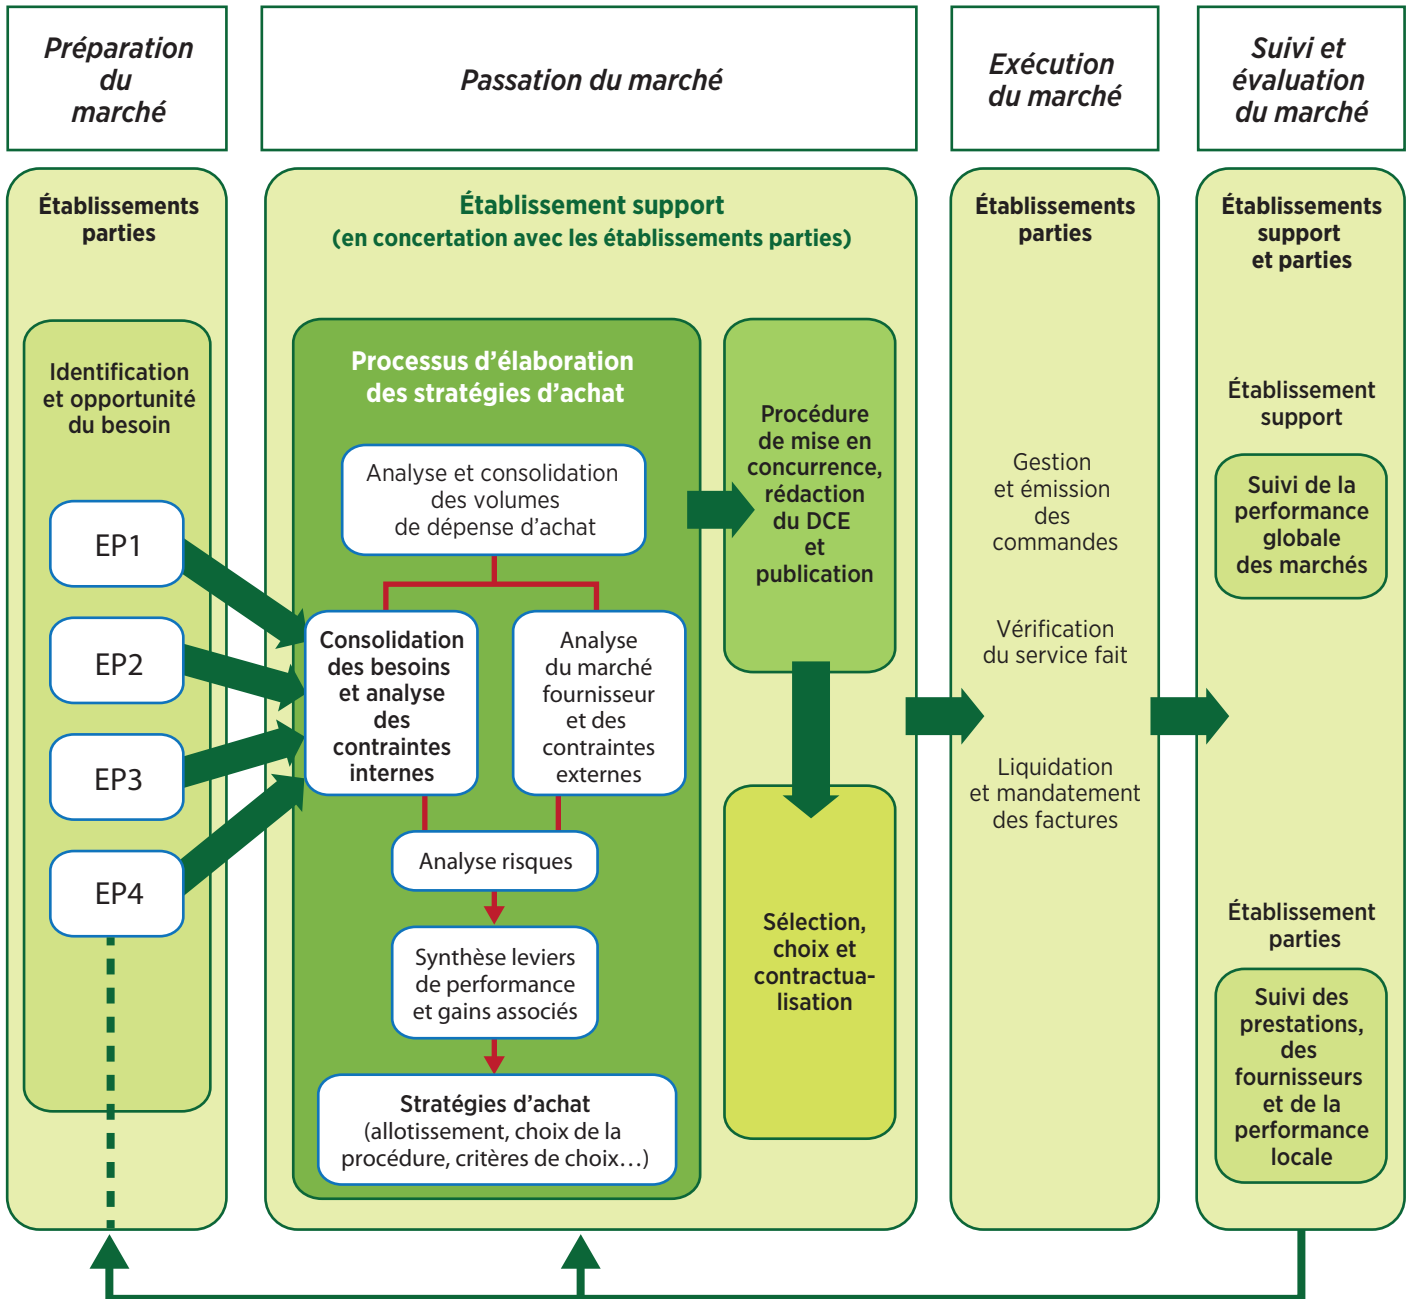 Préparation
du
marché
Passation du marché
Exécution
du marché
Suivi et
évaluation
du marché
Établissements
parties
Identification
et opportunité
du besoin
EP1
EP2
EP3
EP4
Établissement support
(en concertation avec les établissements parties)
Processus d’élaboration
des stratégies d’achat
Analyse et consolidation
des volumes
de dépense d’achat
Consolidation
des besoins
et analyse
des
contraintes
internes
Analyse
du marché
fournisseur
et des
contraintes
externes
Analyse risques
Synthèse leviers
de performance
et gains associés
Stratégies d’achat
(allotissement, choix de la
procédure, critères de choix…)
Procédure
de mise en
concurrence,
rédaction
du DCE
et
publication
Sélection,
choix et
contractua-
lisation
Établissements
parties
Gestion
et émission
des
commandes
Vérification
du service fait
Liquidation
et mandatement
des factures
Établissements
support
et parties
Établissement
support
Suivi de la
performance
globale
des marchés
Établissement
parties
Suivi des
prestations,
des
fournisseurs
et de la
performance
locale